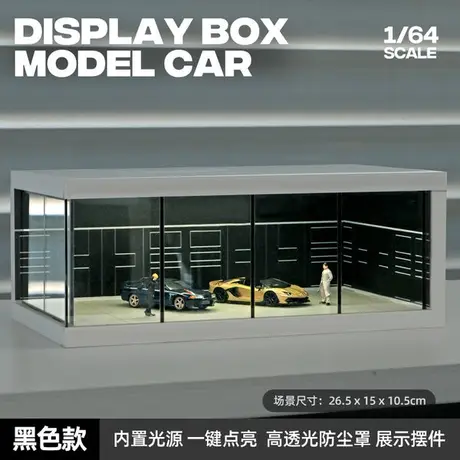 DISPLAY BOX
MODEL CAR
1/64
SCALE
场景尺寸：26.5 x 15 x 10.5cm
黑色款
内置光源 一键点亮 高透光防尘罩 展示摆件